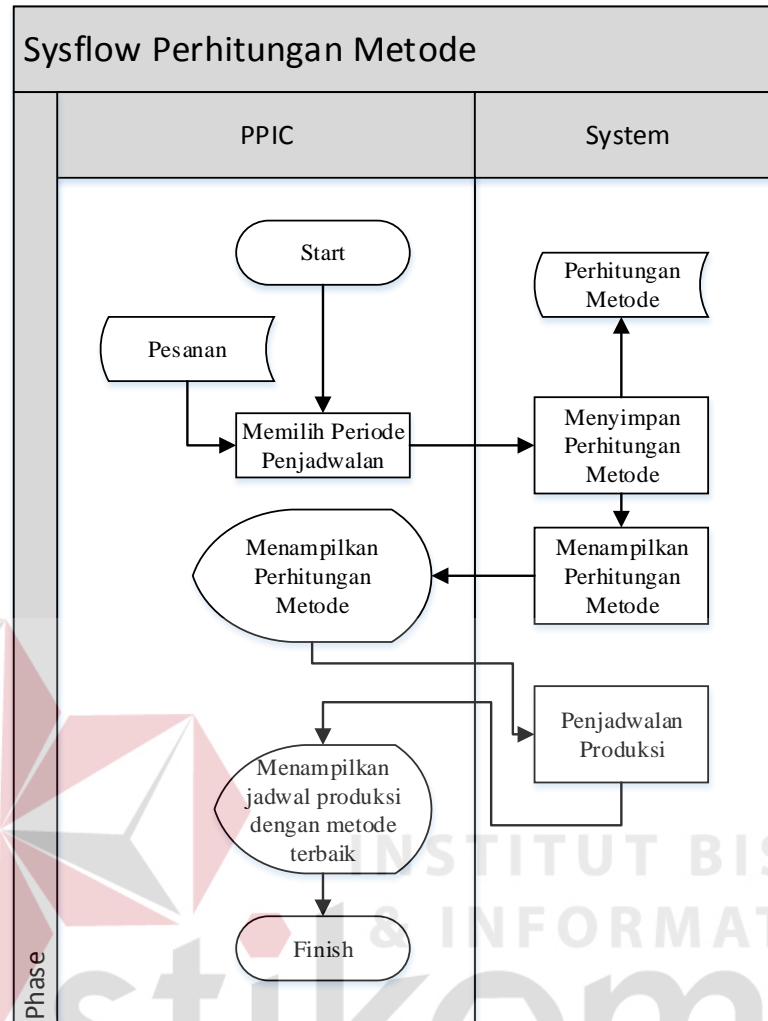 Sysflow Perhitungan Metode
PPIC
System
Start
Perhitungan
Metode
Pesanan
Memilih Periode
Penjadwalan
Menyimpan
Perhitungan
Metode
Menampilkan
Perhitungan
Metode
Menampilkan
Perhitungan
Metode
Penjadwalan
Produksi
Menampilkan
jadwal produksi
dengan metode
terbaik
Finish
Phase
INSTITUT BIS
& INFORMAT
stikom